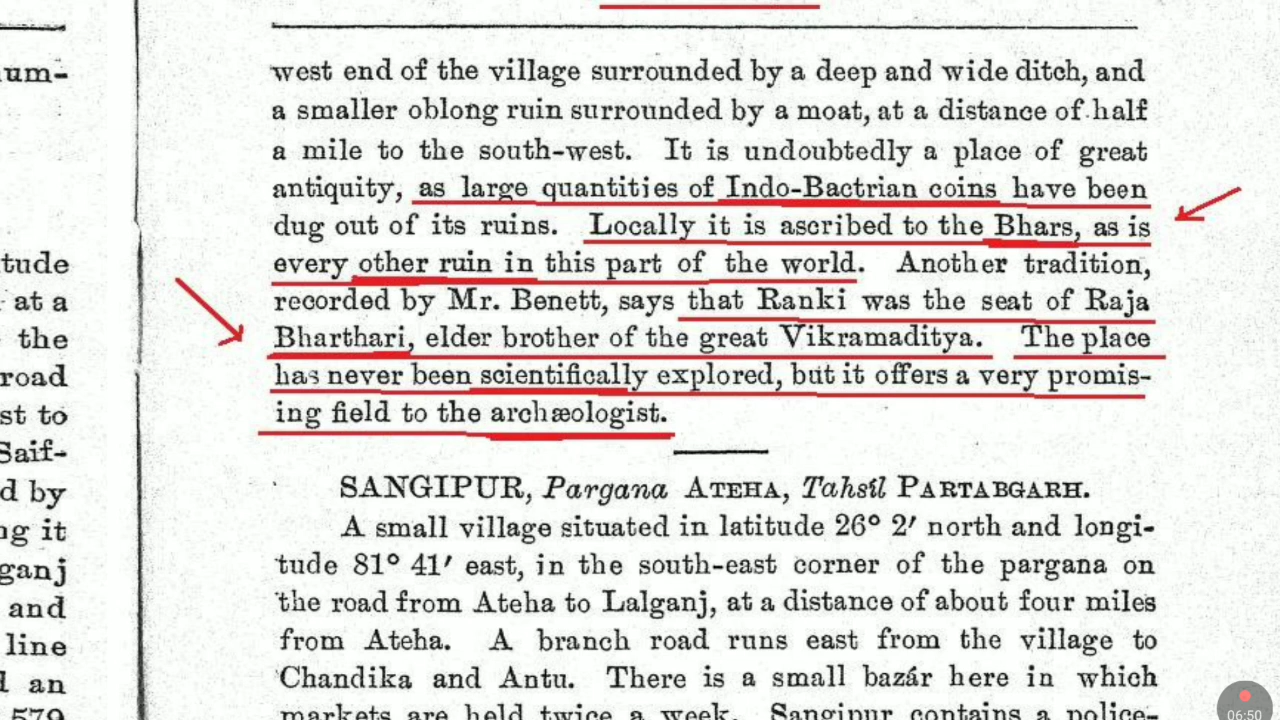 um-
tude
at a
the
road
st to
Saif-
d by
ng it
ganj
and
line
an
579
west end of the village surrounded by a deep and wide ditch, and
a smaller oblong ruin surrounded by a moat, at a distance of half
a mile to the south-west. It is undoubtedly a place of great
antiquity, as large quantities of Indo-Bactrian coins have been
dug out of its ruins. Locally it is ascribed to the Bhars, as is
every other ruin in this part of the world. Another tradition,
recorded by Mr. Benett, says that Ranki was the seat of Raja
Bharthari, elder brother of the great Vikramaditya. The place
has never been scientifically explored, but it offers a very promis-
ing field to the archæologist.
SANGIPUR, Pargana ATEHA, Tahsíl PARTABGARH.
A small village situated in latitude 26° 2′ north and longi-
tude 81° 41′ east, in the south-east corner of the pargana on
the road from Ateha to Lalganj, at a distance of about four miles
from Ateha. A branch road runs east from the village to
Chandika and Antu. There is a small bazár here in which
markets are held twice a week. Sangipur contains a police-
06:50